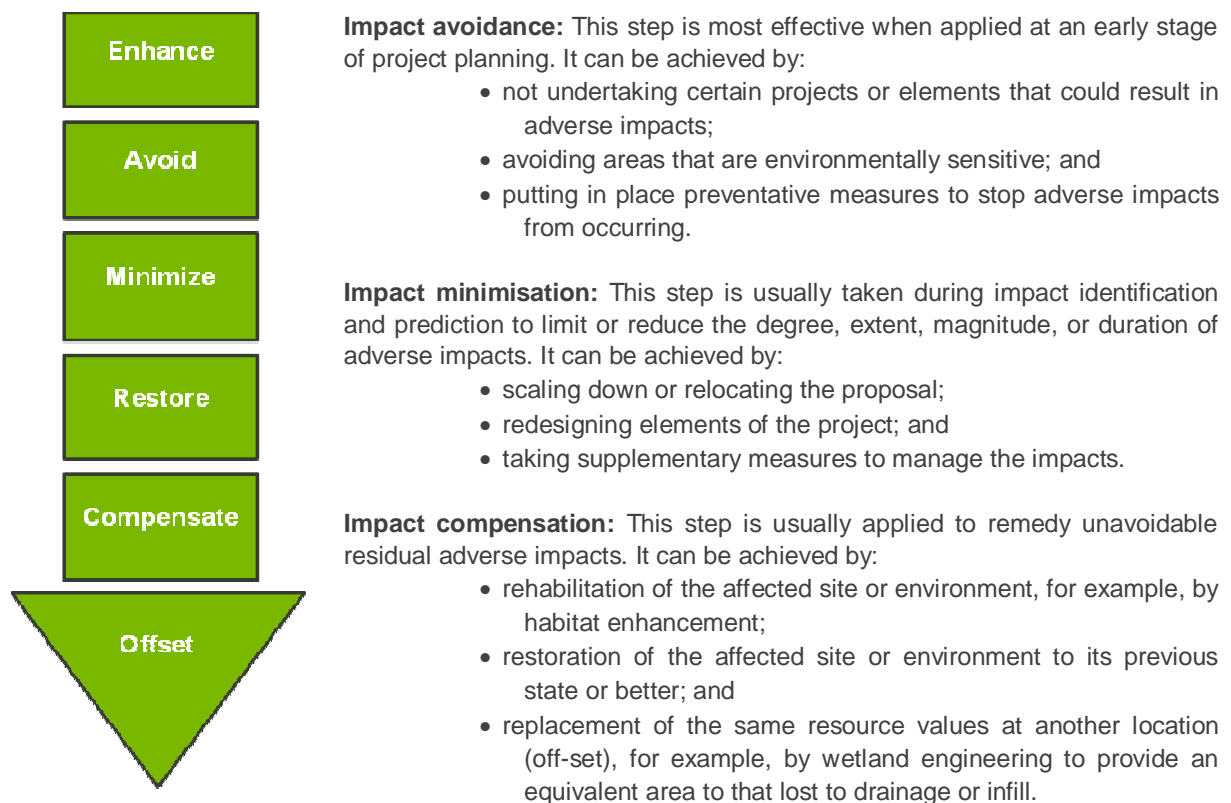 Enhance
Avoid
Minimize
Restore
Compensate
Offset
Impact avoidance: This step is most effective when applied at an early stage
of project planning. It can be achieved by:
• not undertaking certain projects or elements that could result in
adverse impacts;
• avoiding areas that are environmentally sensitive; and
• putting in place preventative measures to stop adverse impacts
from occurring.
Impact minimisation: This step is usually taken during impact identification
and prediction to limit or reduce the degree, extent, magnitude, or duration of
adverse impacts. It can be achieved by:
• scaling down or relocating the proposal;
• redesigning elements of the project; and
• taking supplementary measures to manage the impacts.
Impact compensation: This step is usually applied to remedy unavoidable
residual adverse impacts. It can be achieved by:
• rehabilitation of the affected site or environment, for example, by
habitat enhancement;
• restoration of the affected site or environment to its previous
state or better; and
• replacement of the same resource values at another location
(off-set), for example, by wetland engineering to provide an
equivalent area to that lost to drainage or infill.